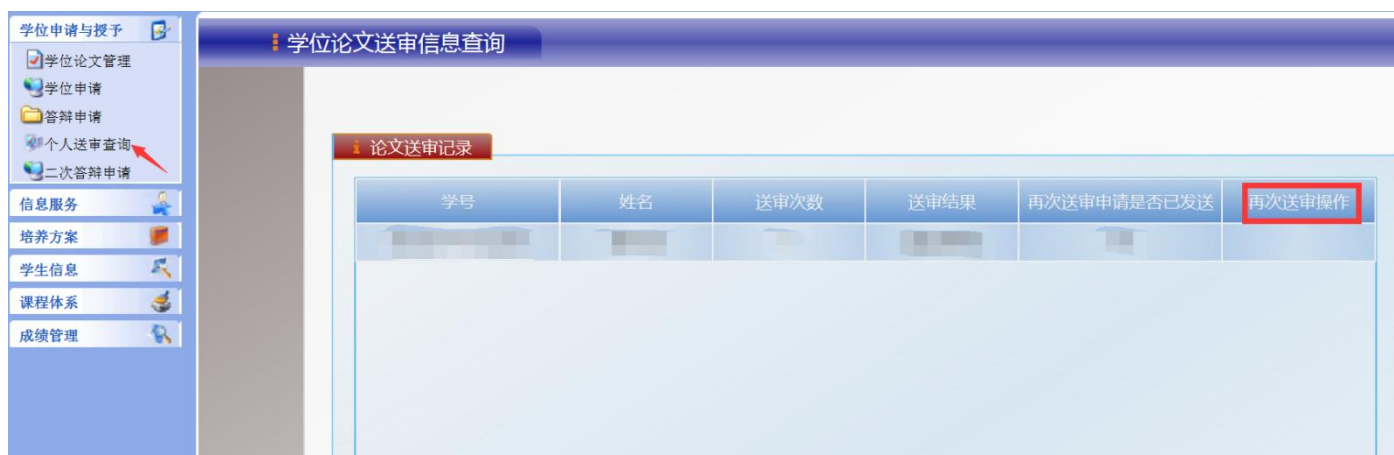 学位申请与授予
学位论文管理
学位申请
答辩申请
个人送审查询
二次答辩申请
信息服务
培养方案
学生信息
课程体系
成绩管理
学位论文送审信息查询
论文送审记录
学号 姓名 送审次数 送审结果 再次送审申请是否已发送 再次送审操作